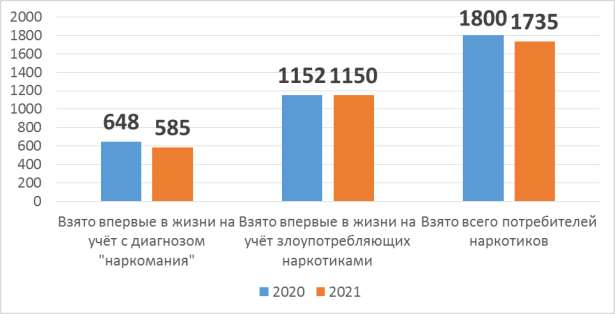 2000
1800
1600
1400
1200
1000
800
600
400
200
0
648
585
1152
1150
1800
1735
Взято впервые в жизни на
учёт с диагнозом
"наркомания"
Взято впервые в жизни на
учёт злоупотребляющих
наркотиками
Взято всего потребителей
наркотиков
2020
2021